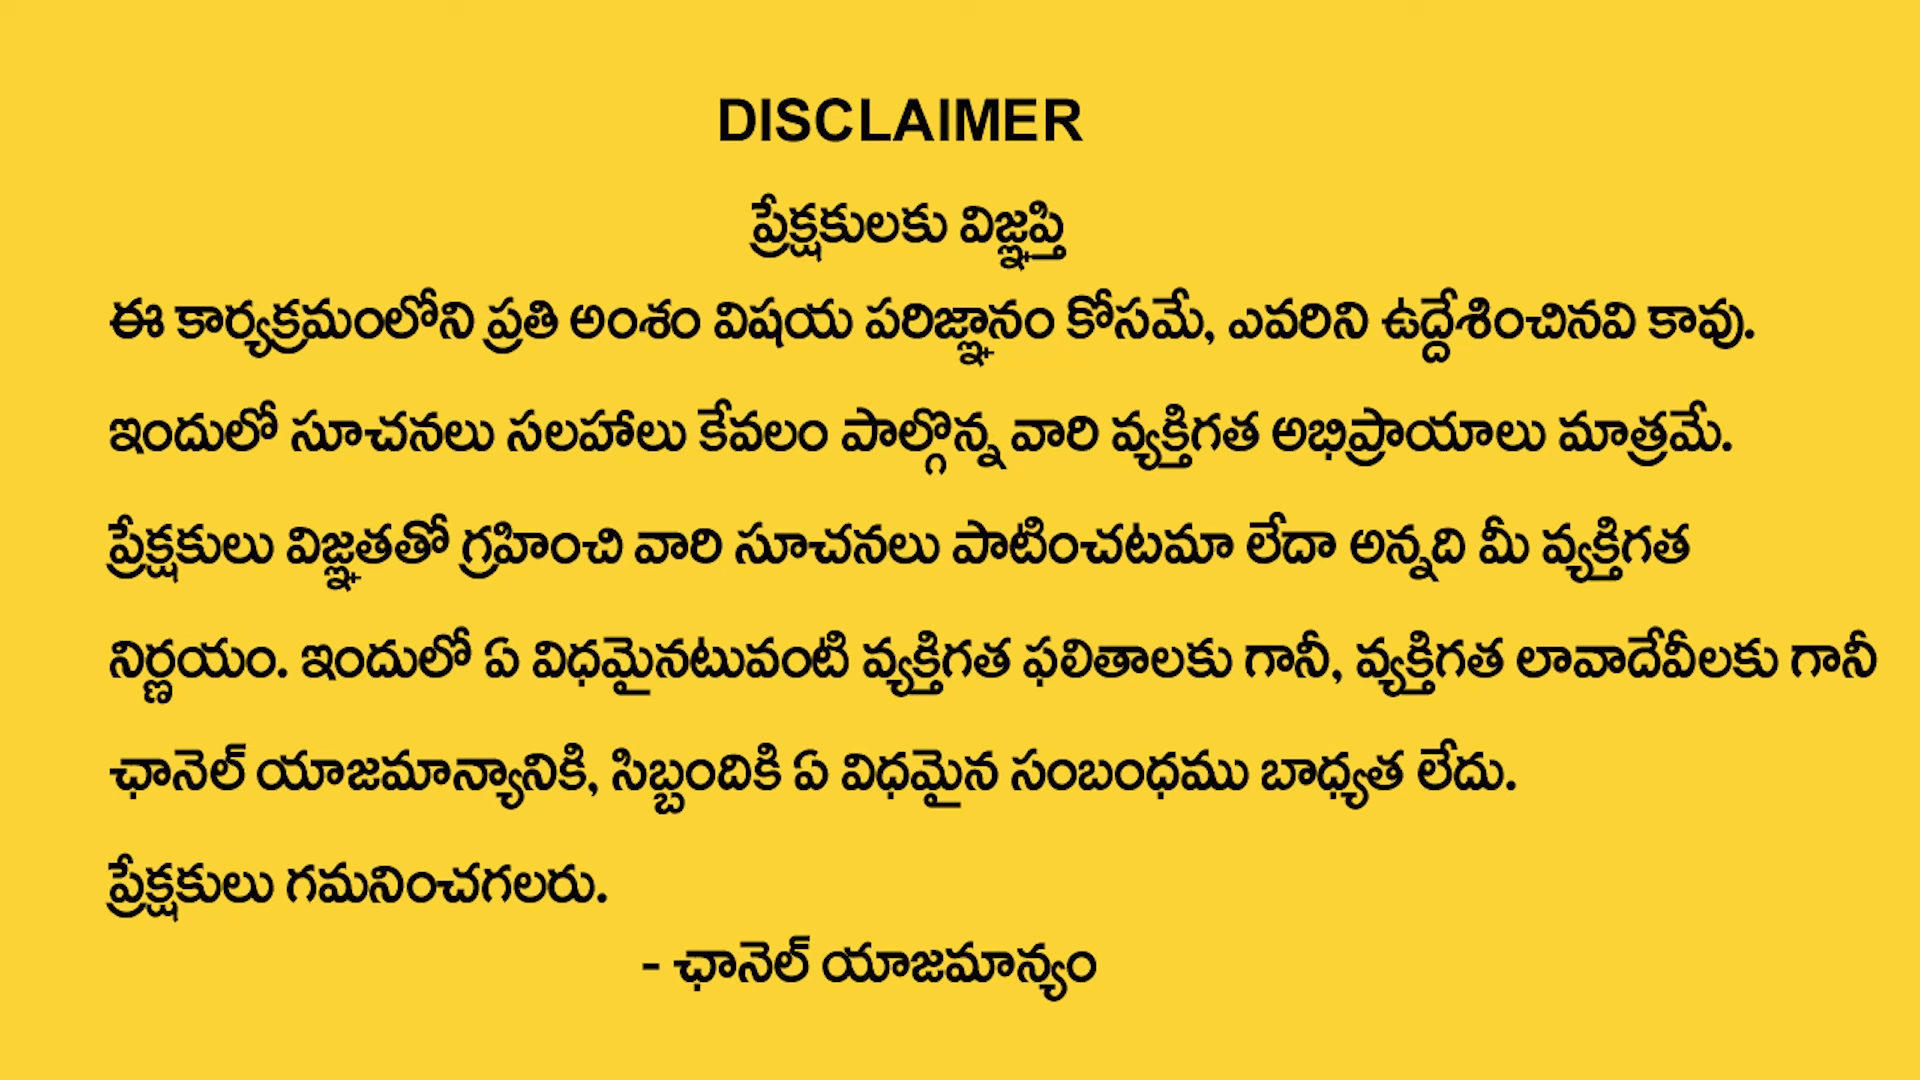 DISCLAIMER
ప్రేక్షకులకు విజ్ఞప్తి
ఈ కార్యక్రమంలోని ప్రతి అంశం విషయ పరిజ్ఞానం కోసమే, ఎవరిని ఉద్దేశించినవి కావు.
ఇందులో సూచనలు సలహాలు కేవలం పాల్గొన్న వారి వ్యక్తిగత అభిప్రాయాలు మాత్రమే.
ప్రేక్షకులు విజ్ఞతతో గ్రహించి వారి సూచనలు పాటించటమా లేదా అన్నది మీ వ్యక్తిగత
నిర్ణయం. ఇందులో ఏ విధమైనటువంటి వ్యక్తిగత ఫలితాలకు గానీ, వ్యక్తిగత లావాదేవీలకు గానీ
ఛానెల్ యాజమాన్యానికి, సిబ్బందికి ఏ విధమైన సంబంధము బాధ్యత లేదు.
ప్రేక్షకులు గమనించగలరు.
- ఛానెల్ యాజమాన్యం